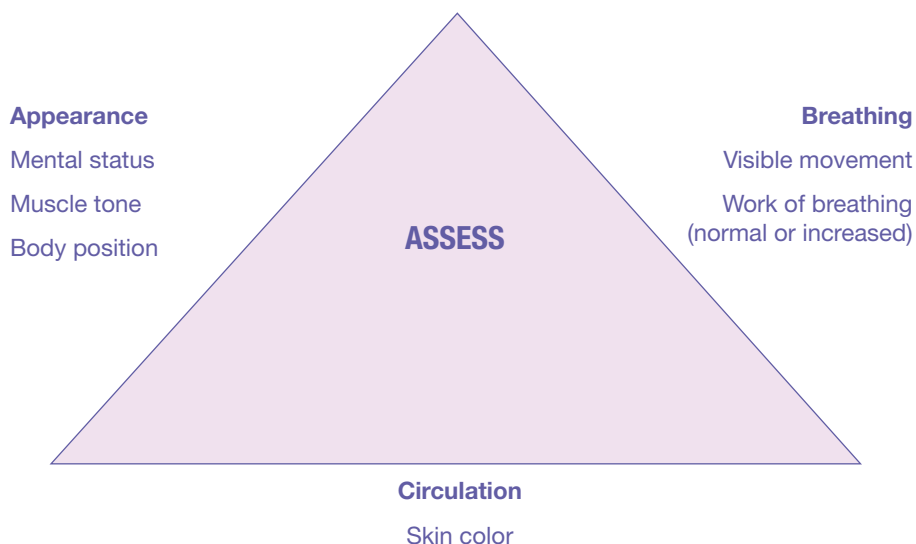 Appearance
Mental status
Muscle tone
Body position
ASSESS
Breathing
Visible movement
Work of breathing
(normal or increased)
Circulation
Skin color